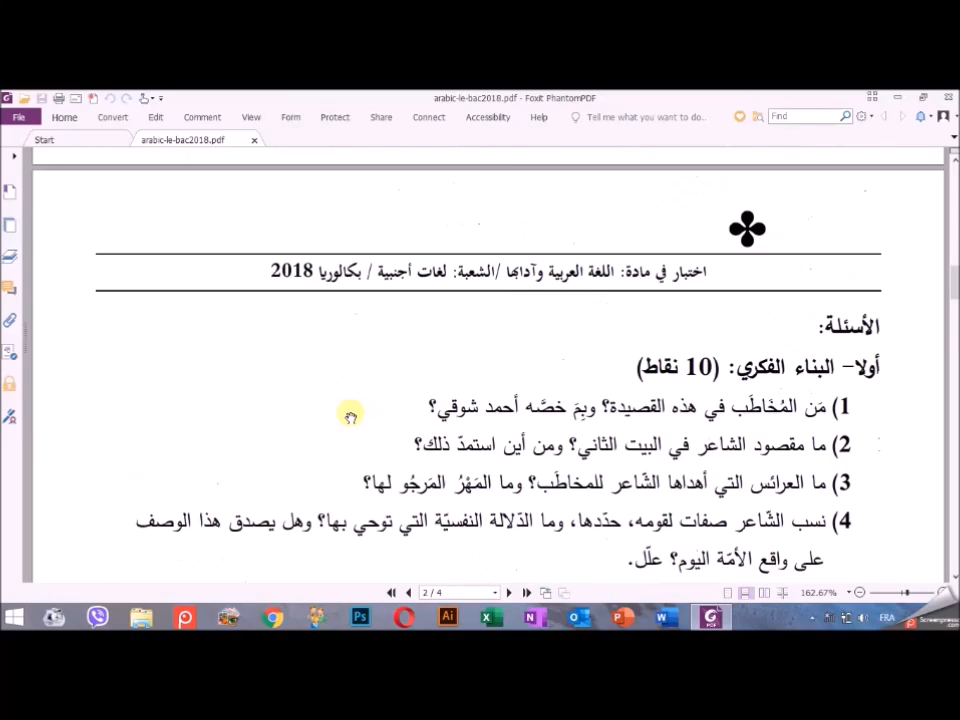 arabic-le-bac2018.pdf - Foxit PhantomPDF
File Home Convert Edit Comment View Form Protect Share Connect Accessibility Help Tell me what you want to do.. Find
Start arabic-le-bac2018.pdf
اختبار في مادة: اللغة العربية وآدابها /الشعبة: لغات أجنبية / بكالوريا 2018
الأسئلة:
أولا- البناء الفكري: (10 نقاط)
1) مَن المُخَاطَب في هذه القصيدة؟ وبِمَ خصَّه أحمد شوقي؟
2) ما مقصود الشاعر في البيت الثاني؟ ومن أين استمدّ ذلك؟
3) ما العرائس التي أهداها الشّاعر للمخاطَب؟ وما المَهْرُ المَرجُو لها؟
4) نسب الشّاعر صفات لقومه، حدّدها، وما الدّلالة النفسيّة التي توحي بها؟ وهل يصدق هذا الوصف
على واقع الأمّة اليوم؟ علّل.
2 / 4 162.67%
FRA